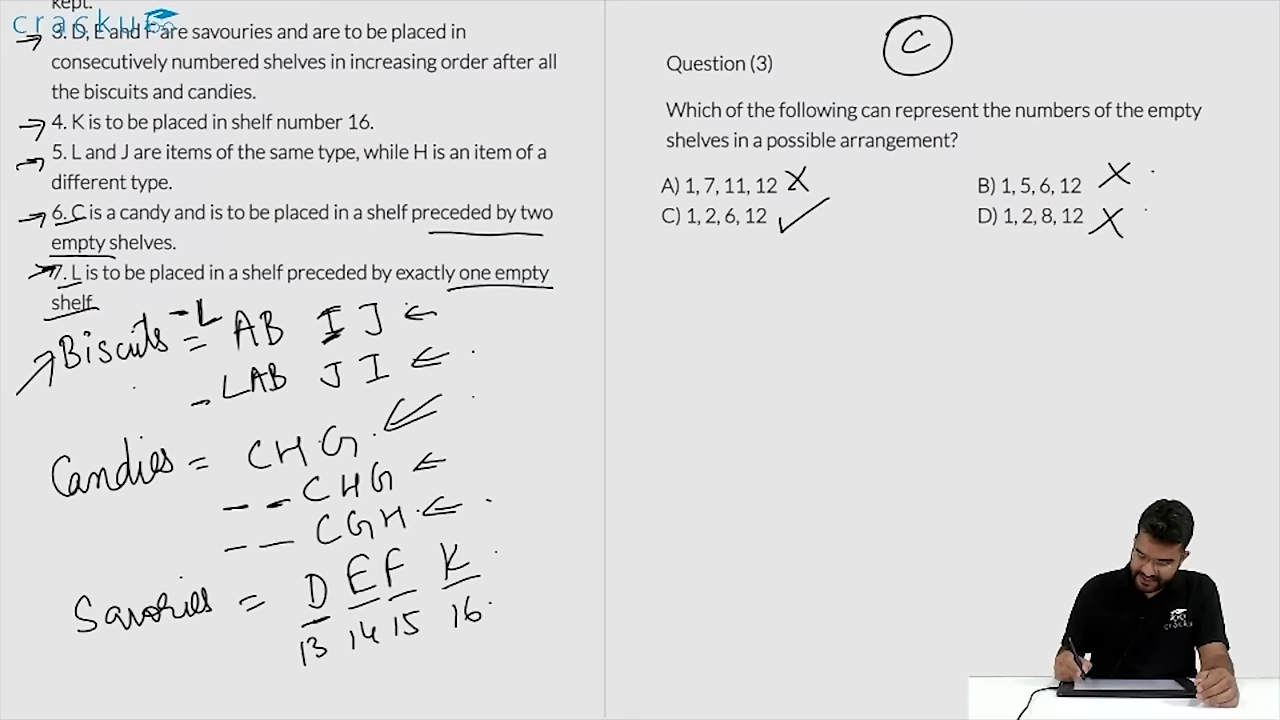 kept.
cracku
3. D, E and F are savouries and are to be placed in
consecutively numbered shelves in increasing order after all
the biscuits and candies.
4. K is to be placed in shelf number 16.
5. L and J are items of the same type, while H is an item of a
different type.
6. C is a candy and is to be placed in a shelf preceded by two
empty shelves.
7. L is to be placed in a shelf preceded by exactly one empty
shelf
Biscuits = - L AB I J
- LAB J I
Candies = CHG
- - CHG
- - CGH
Savories = D E F K
13 14 15 16
C
Question (3)
Which of the following can represent the numbers of the empty
shelves in a possible arrangement?
A) 1, 7, 11, 12
B) 1, 5, 6, 12
C) 1, 2, 6, 12
D) 1, 2, 8, 12
cracku